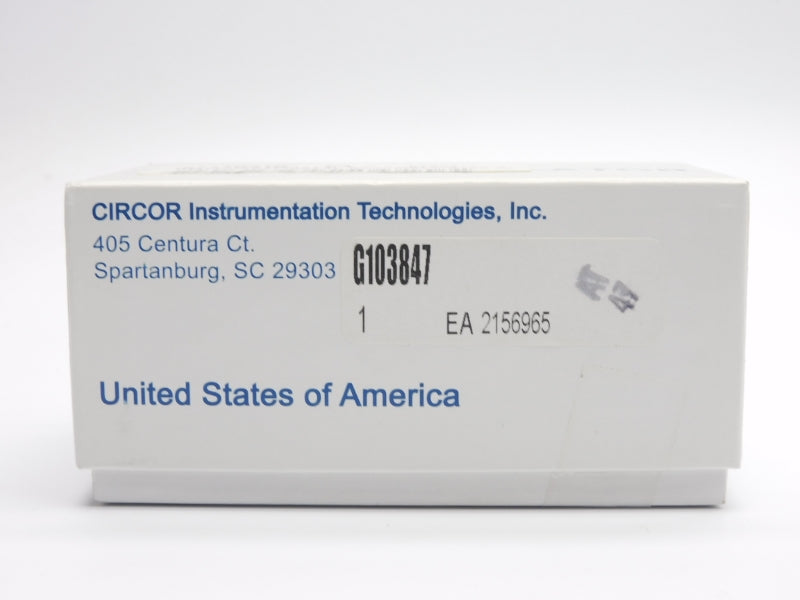 CIRCOR Instrumentation Technologies, Inc.
405 Centura Ct.
Spartanburg, SC 29303
G103847
1 EA 2156965
United States of America